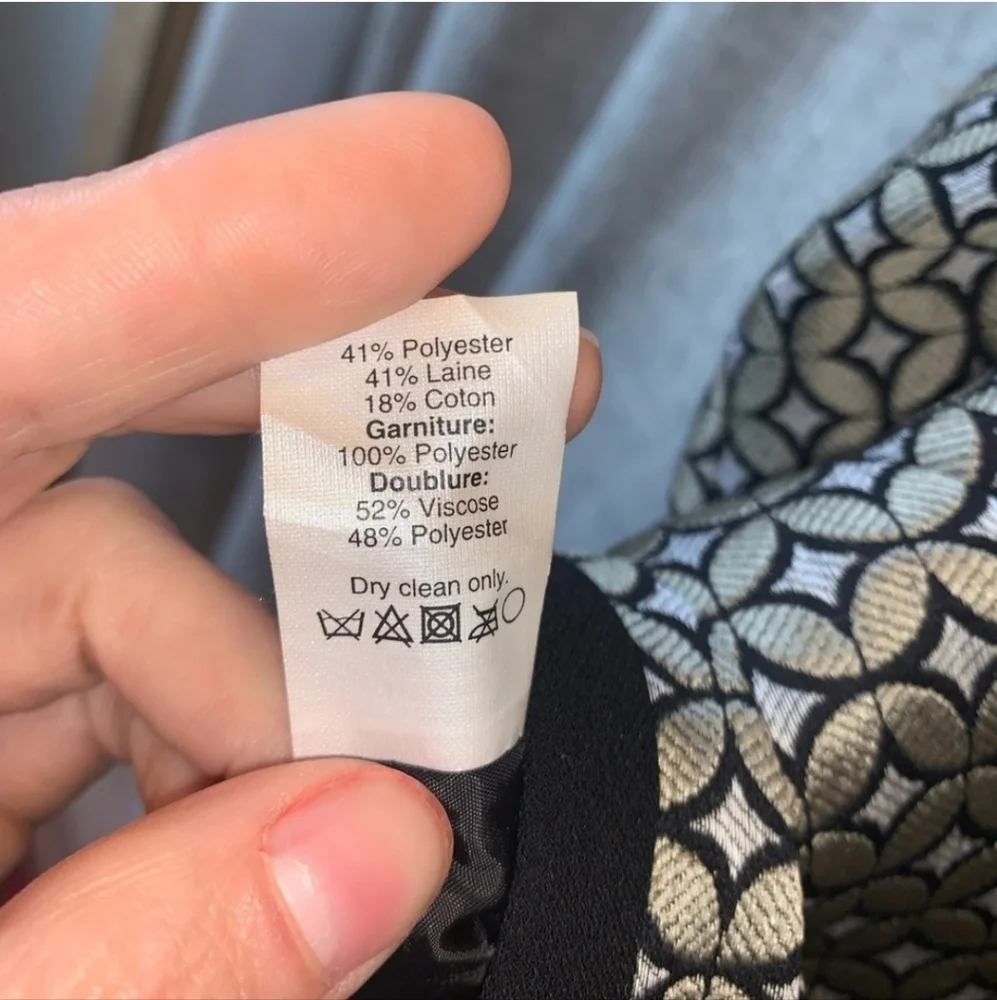 41% Polyester
41% Laine
18% Coton
Garniture:
100% Polyester
Doublure:
52% Viscose
48% Polyester
Dry clean only.